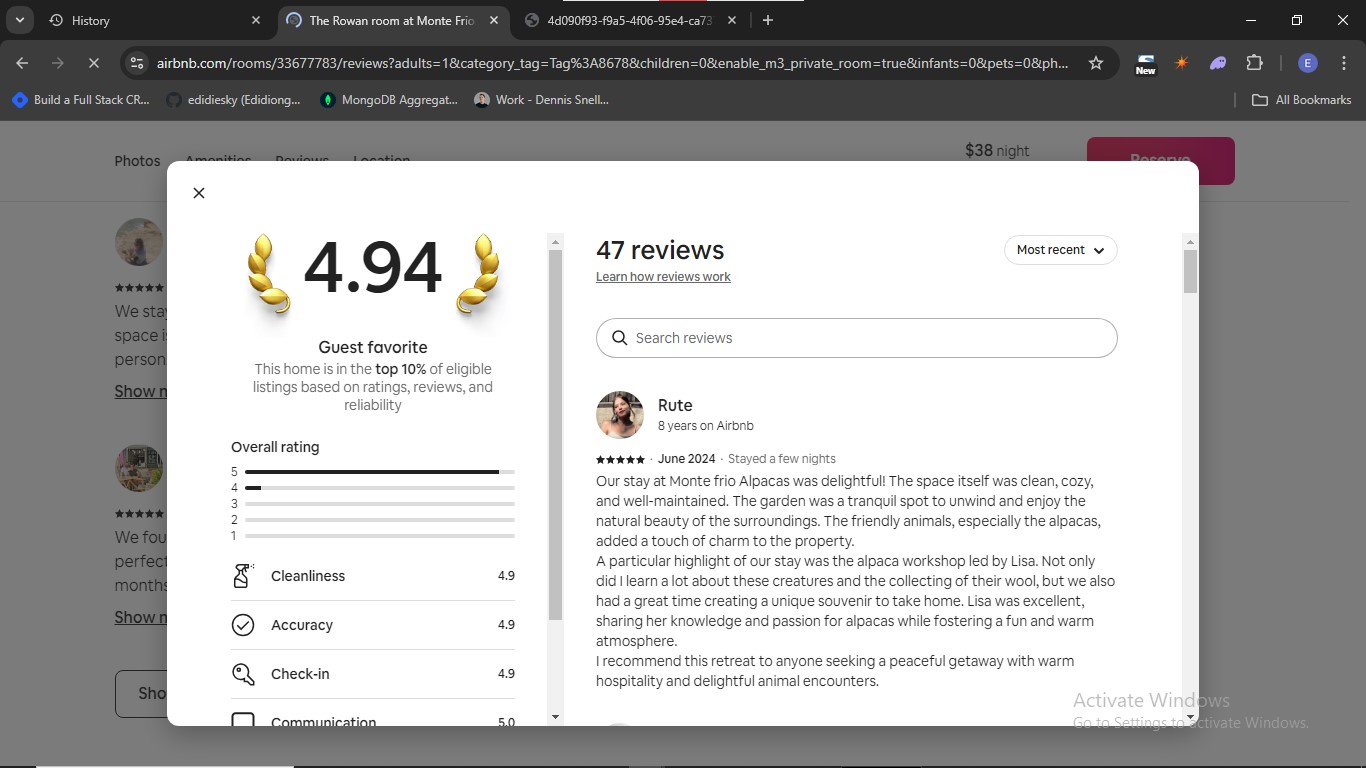 History
The Rowan room at Monte Frio
4d090f93-f9a5-4f06-95e4-ca73
airbnb.com/rooms/33677783/reviews?adults=1&category_tag=Tag%3A8678&children=0&enable_m3_private_room=true&infants=0&pets=0&ph...
New
E
Build a Full Stack CR...
edidiesky (Edidiong...
MongoDB Aggregat...
Work - Dennis Snell...
All Bookmarks
Photos
Amenities
Reviews
Location
$38 night
Reserve
We stay
space is
person
Show m
We fou
perfect
months
Show m
Sho
4.94
Guest favorite
This home is in the top 10% of eligible
listings based on ratings, reviews, and
reliability
Overall rating
5
4
3
2
1
Cleanliness 4.9
Accuracy 4.9
Check-in 4.9
Communication 5.0
47 reviews
Most recent
Learn how reviews work
Search reviews
Rute
8 years on Airbnb
June 2024 · Stayed a few nights
Our stay at Monte frio Alpacas was delightful! The space itself was clean, cozy,
and well-maintained. The garden was a tranquil spot to unwind and enjoy the
natural beauty of the surroundings. The friendly animals, especially the alpacas,
added a touch of charm to the property.
A particular highlight of our stay was the alpaca workshop led by Lisa. Not only
did I learn a lot about these creatures and the collecting of their wool, but we also
had a great time creating a unique souvenir to take home. Lisa was excellent,
sharing her knowledge and passion for alpacas while fostering a fun and warm
atmosphere.
I recommend this retreat to anyone seeking a peaceful getaway with warm
hospitality and delightful animal encounters.
Activate Windows
Go to Settings to activate Windows.